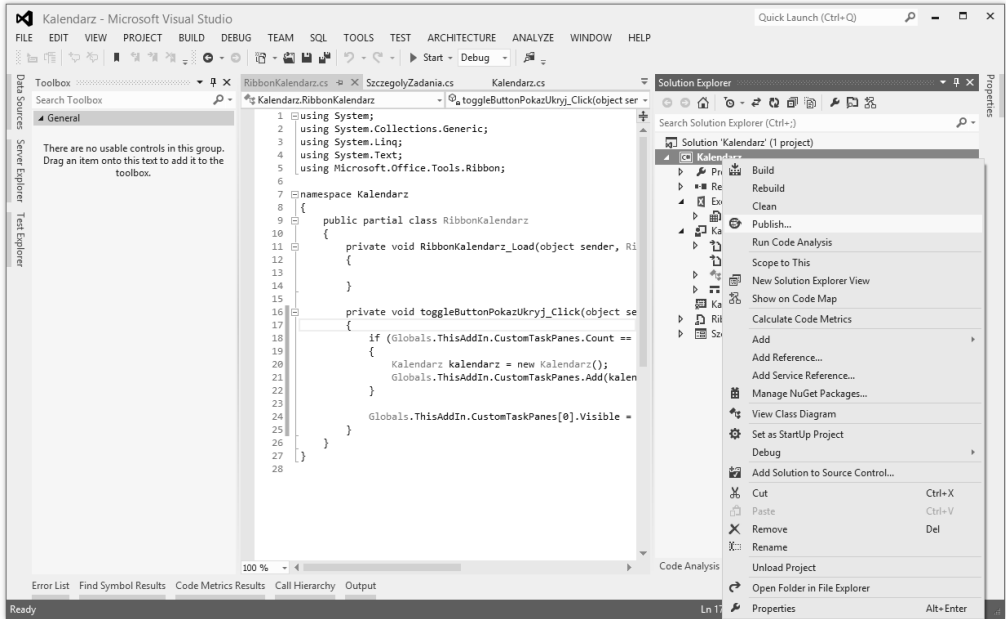 Kalendarz - Microsoft Visual Studio
Quick Launch (Ctrl+Q)
FILE EDIT VIEW PROJECT BUILD DEBUG TEAM SQL TOOLS TEST ARCHITECTURE ANALYZE WINDOW HELP
Start Debug
Data Sources
Server Explorer
Test Explorer
Toolbox
Search Toolbox
General
There are no usable controls in this group.
Drag an item onto this text to add it to the
toolbox.
RibbonKalendarz.cs SzczegolyZadania.cs Kalendarz.cs
Kalendarz.RibbonKalendarz toggleButtonPokazUkryj_Click(object ser
1 using System;
2 using System.Collections.Generic;
3 using System.Linq;
4 using System.Text;
5 using Microsoft.Office.Tools.Ribbon;
6
7 namespace Kalendarz
8 {
9 public partial class RibbonKalendarz
10 {
11 private void RibbonKalendarz_Load(object sender, Ri
12 {
13
14 }
15
16 private void toggleButtonPokazUkryj_Click(object se
17 {
18 if (Globals.ThisAddIn.CustomTaskPanes.Count ==
19 {
20 Kalendarz kalendarz = new Kalendarz();
21 Globals.ThisAddIn.CustomTaskPanes.Add(kalen
22 }
23
24 Globals.ThisAddIn.CustomTaskPanes[0].Visible =
25 }
26 }
27 }
28
100 %
Solution Explorer
Search Solution Explorer (Ctrl+;)
Solution 'Kalendarz' (1 project)
Kalendarz
Pr
Re
Exc
Ka
Ka
Ril
Sz
Code Analysis
Properties
Build
Rebuild
Clean
Publish...
Run Code Analysis
Scope to This
New Solution Explorer View
Show on Code Map
Calculate Code Metrics
Add
Add Reference...
Add Service Reference...
Manage NuGet Packages...
View Class Diagram
Set as StartUp Project
Debug
Add Solution to Source Control...
Cut Ctrl+X
Paste Ctrl+V
Remove Del
Rename
Unload Project
Open Folder in File Explorer
Properties Alt+Enter
Error List Find Symbol Results Code Metrics Results Call Hierarchy Output
Ready Ln 17